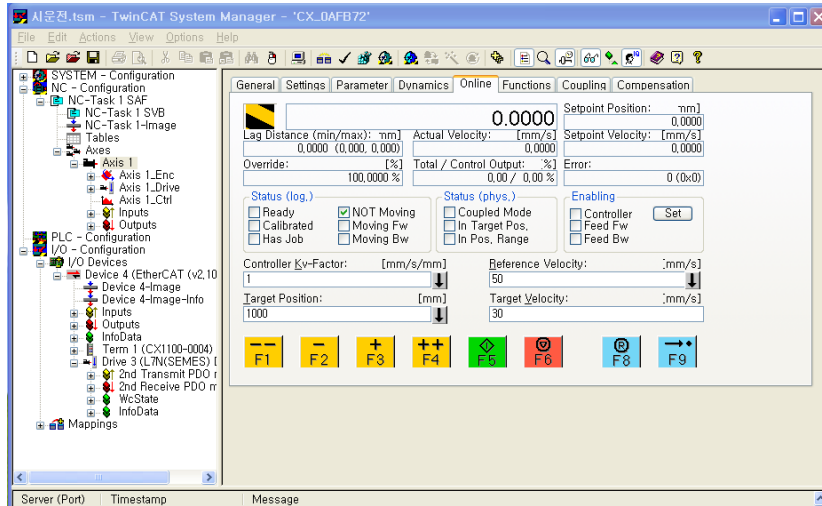 시운전.tsm - TwinCAT System Manager - 'CX_0AFB72'
File Edit Actions View Options Help
SYSTEM - Configuration
NC - Configuration
NC-Task 1 SAF
NC-Task 1 SVB
NC-Task 1-Image
Tables
Axes
Axis 1
Axis 1_Enc
Axis 1_Drive
Axis 1_Ctrl
Inputs
Outputs
PLC - Configuration
I/O - Configuration
I/O Devices
Device 4 (EtherCAT (v2,10
Device 4-Image
Device 4-Image-Info
Inputs
Outputs
InfoData
Term 1 (CX1100-0004)
Drive 3 (L7N(SEMES) [
2nd Transmit PDO r
2nd Receive PDO m
WcState
InfoData
Mappings
General Settings Parameter Dynamics Online Functions Coupling Compensation
0.0000
Setpoint Position: mm]
0,0000
Lag Distance (min/max): mm] Actual Velocity: [mm/s] Setpoint Velocity: [mm/s]
0,0000 (0,000, 0,000) 0,0000 0,0000
Override: [%] Total / Control Output: %] Error:
100,0000 % 0,00 / 0,00 % 0 (0x0)
Status (log,) Status (phys,) Enabling
Ready NOT Moving Coupled Mode Controller Set
Calibrated Moving Fw In Target Pos, Feed Fw
Has Job Moving Bw In Pos, Range Feed Bw
Controller Kv-Factor: [mm/s/mm] Reference Velocity: [mm/s]
1 50
Target Position: [mm] Target Velocity: [mm/s]
1000 30
-- - + ++ R
F1 F2 F3 F4 F5 F6 F8 F9
Server (Port) Timestamp Message